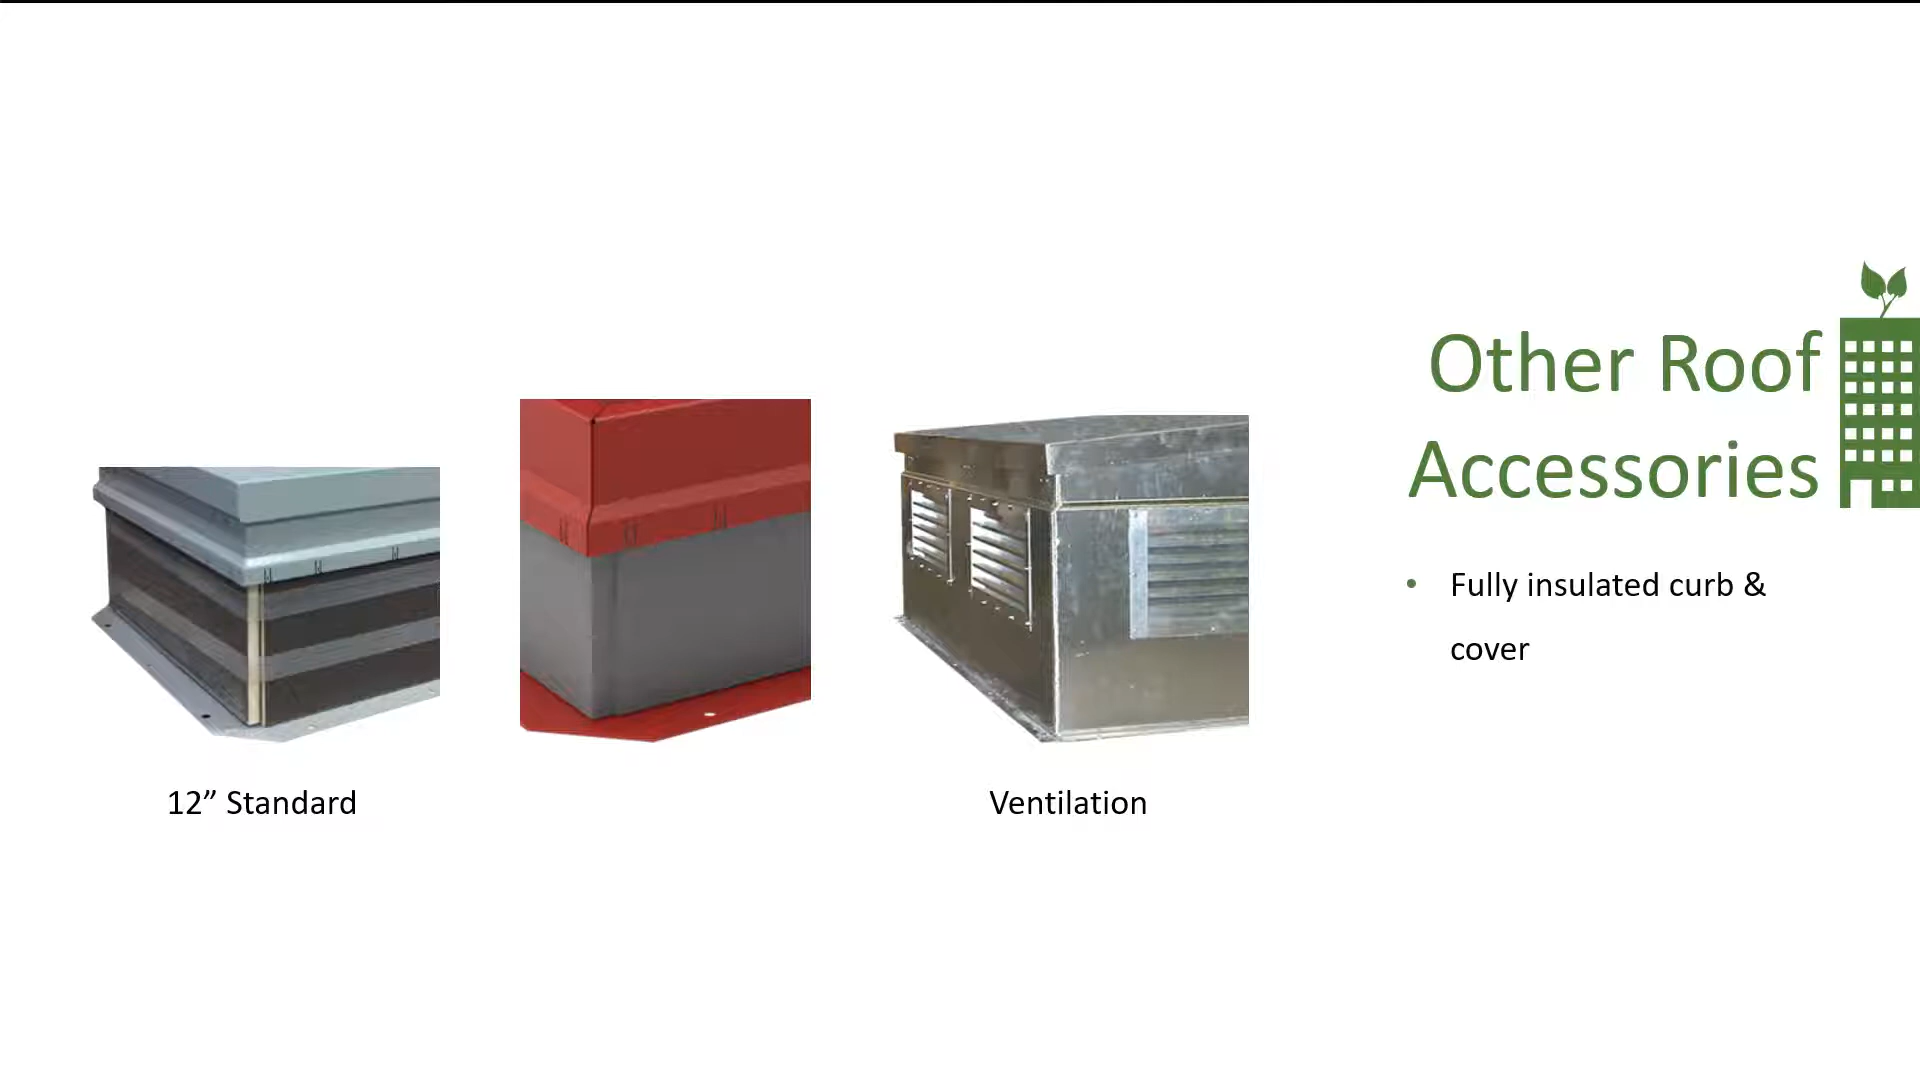 Other Roof
Accessories
• Fully insulated curb &
cover
12” Standard
Ventilation